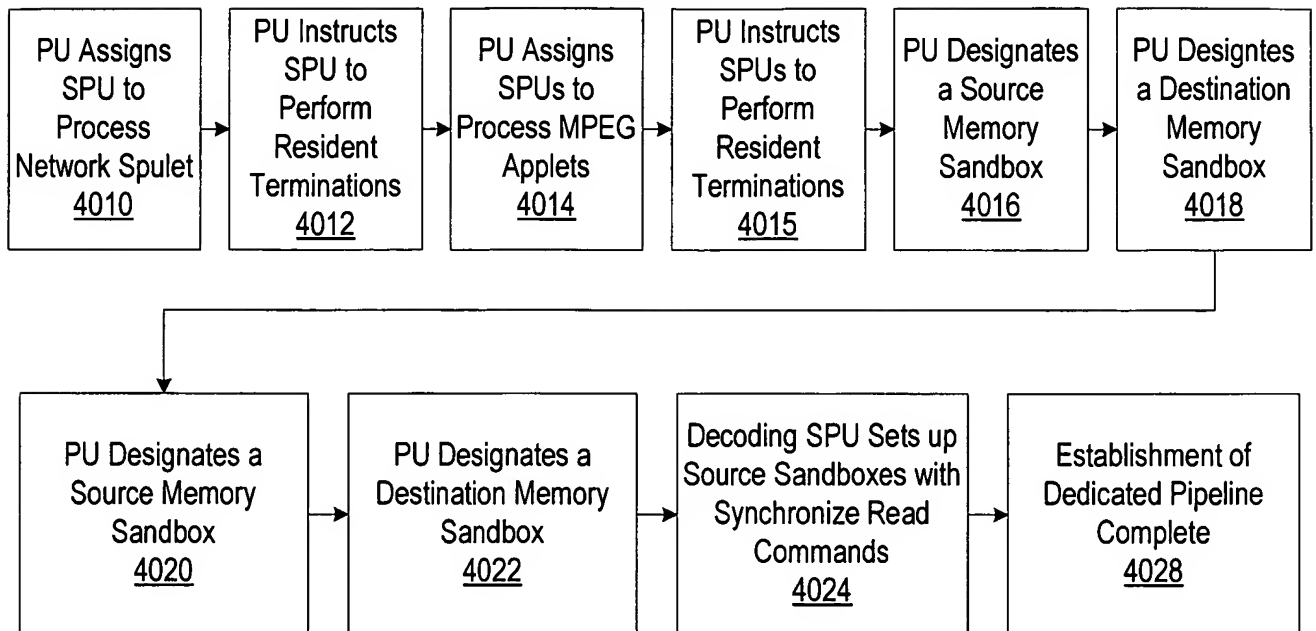 PU Assigns
SPU to
Process
Network Spulet
4010
PU Instructs
SPU to
Perform
Resident
Terminations
4012
PU Assigns
SPUs to
Process MPEG
Applets
4014
PU Instructs
SPUs to
Perform
Resident
Terminations
4015
PU Designates
a Source
Memory
Sandbox
4016
PU Designtes
a Destination
Memory
Sandbox
4018
PU Designates a
Source Memory
Sandbox
4020
PU Designates a
Destination Memory
Sandbox
4022
Decoding SPU Sets up
Source Sandboxes with
Synchronize Read
Commands
4024
Establishment of
Dedicated Pipeline
Complete
4028